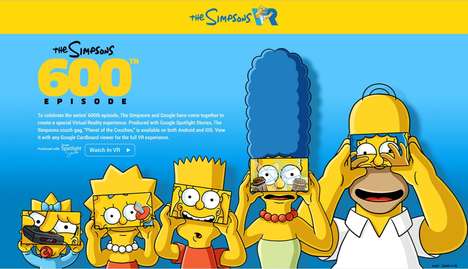 THE SIMPSONS VR
THE SIMPSONS
600TH
EPISODE
To celebrate the series' 600th episode, The Simpsons and Google have come together to
create a special Virtual Reality experience. Produced with Google Spotlight Stories, The
Simpsons couch gag, "Planet of the Couches," is available on both Android and iOS. View
it with any Google Cardboard viewer for the full VR experience.
Produced with Spotlight
Watch In VR